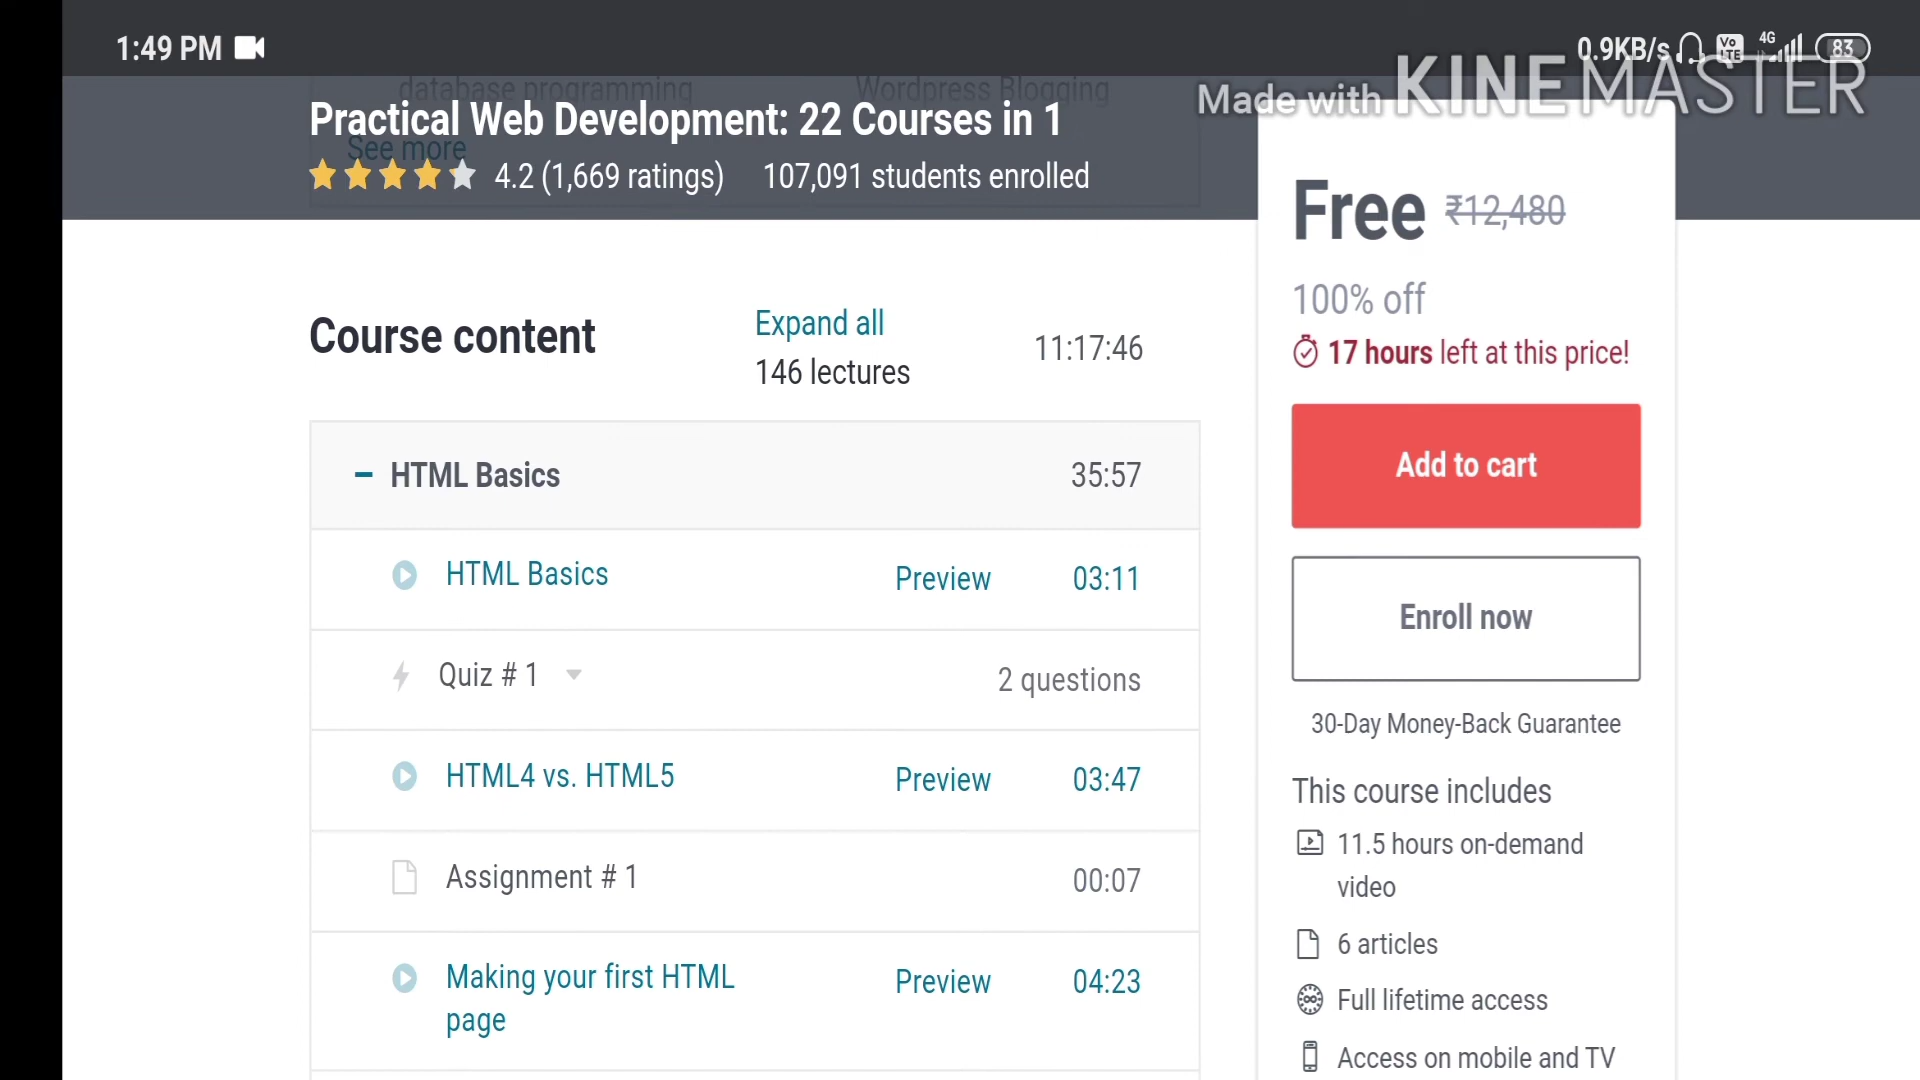 1:49 PM
0.9KB/s Vo LTE 4G 83
Made with KINEMASTER
database programming Wordpress Blogging
Practical Web Development: 22 Courses in 1
See more
4.2 (1,669 ratings) 107,091 students enrolled
Free ₹12,480
100% off
17 hours left at this price!
Add to cart
Enroll now
30-Day Money-Back Guarantee
This course includes
11.5 hours on-demand
video
6 articles
Full lifetime access
Access on mobile and TV
Course content
Expand all
146 lectures
11:17:46
HTML Basics 35:57
HTML Basics Preview 03:11
Quiz # 1 2 questions
HTML4 vs. HTML5 Preview 03:47
Assignment # 1 00:07
Making your first HTML Preview 04:23
page